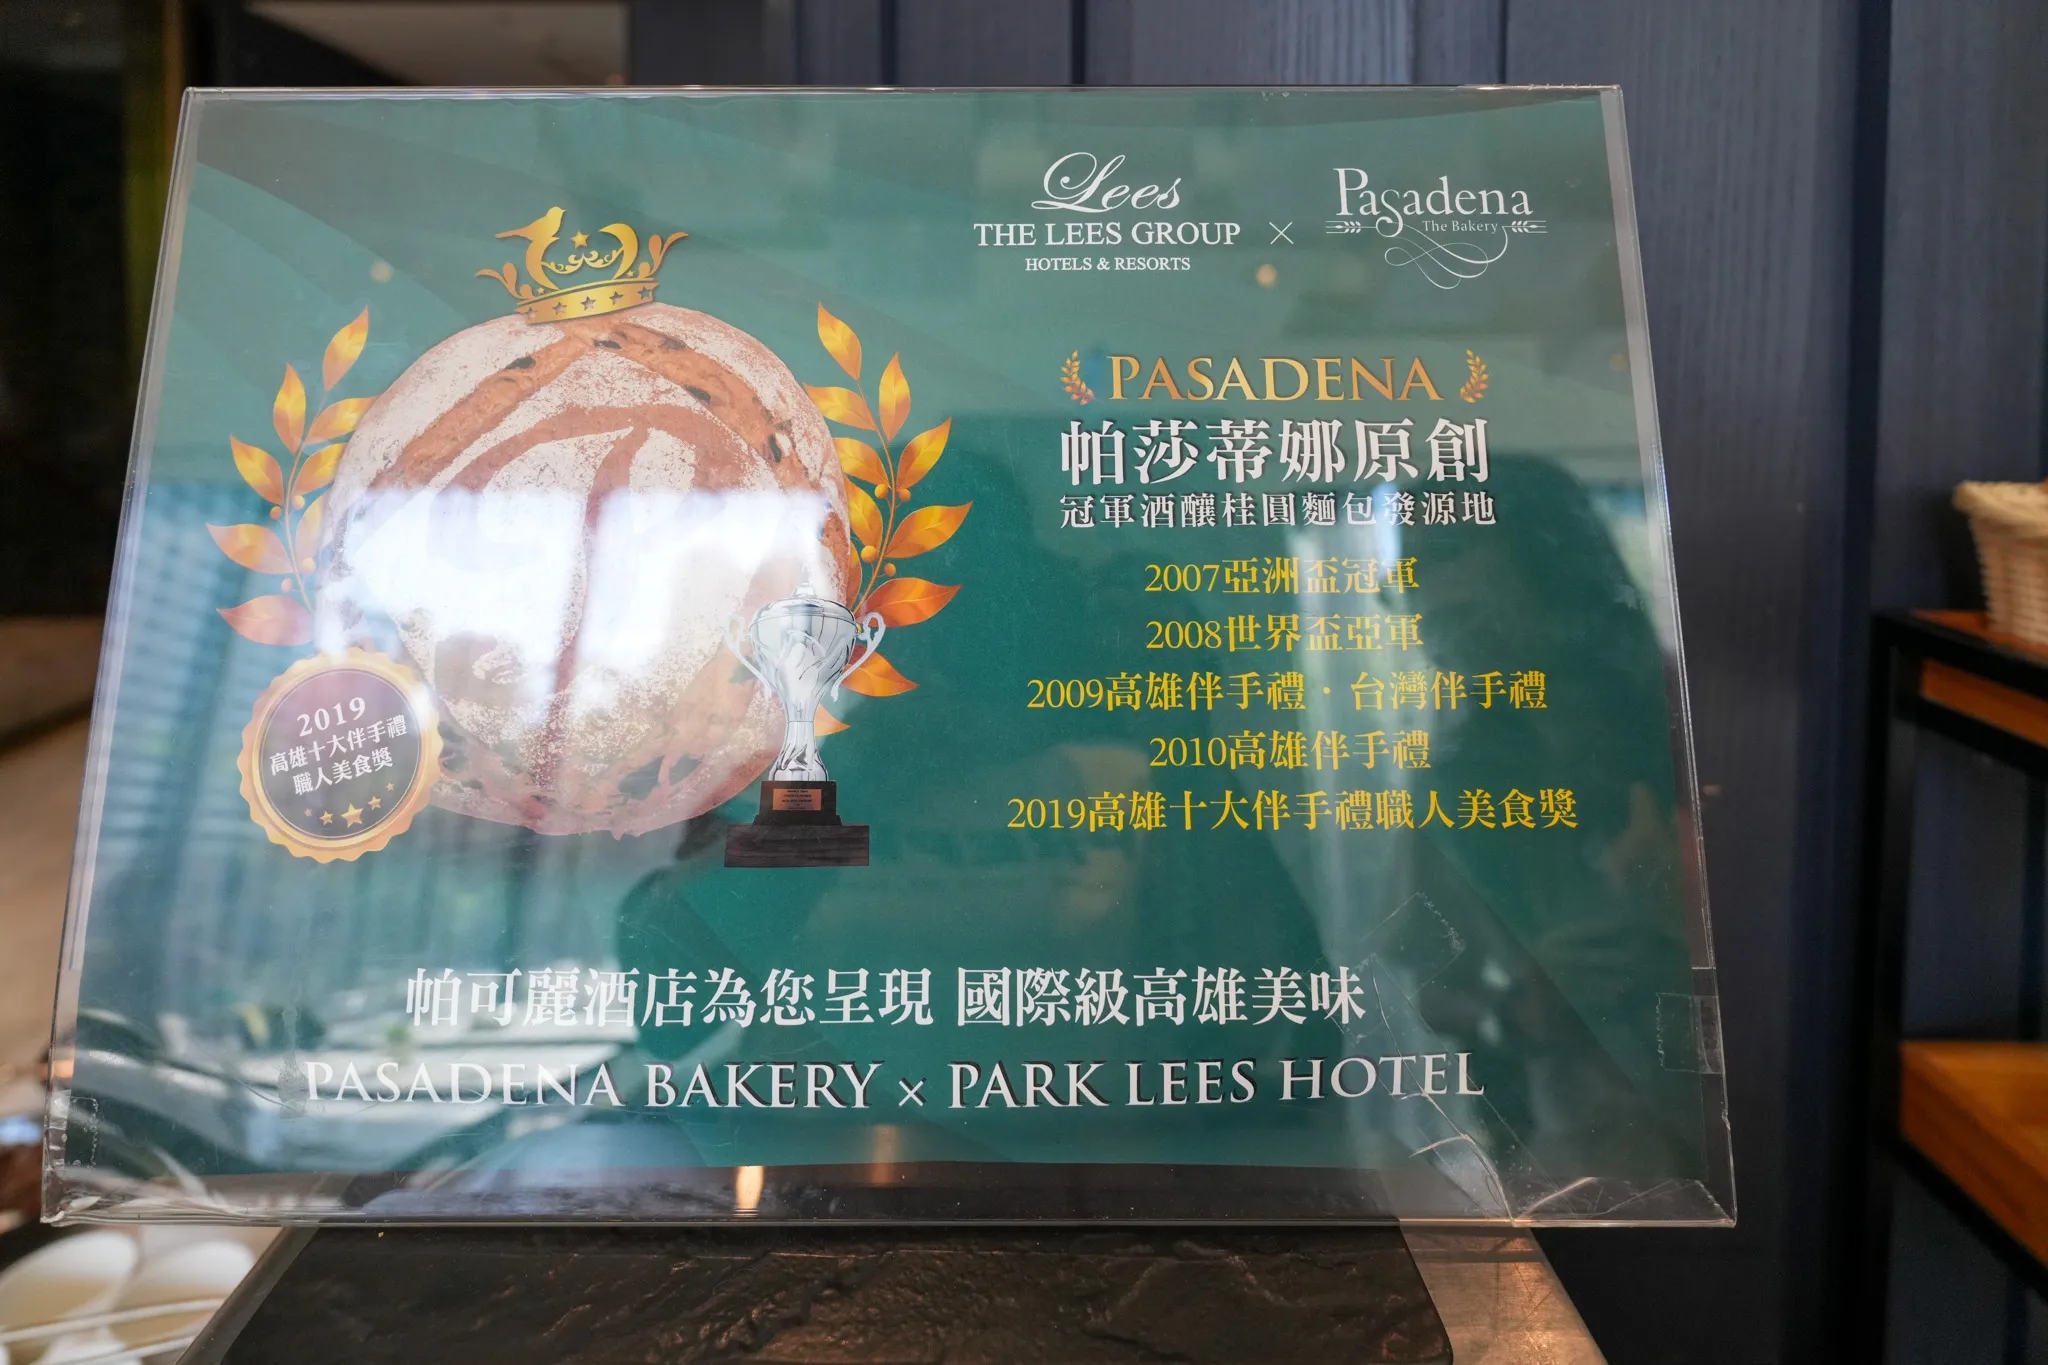 Lees
THE LEES GROUP
HOTELS & RESORTS
×
Pasadena
The Bakery
PASADENA
帕莎蒂娜原創
冠軍酒釀桂圓麵包發源地
2007亞洲盃冠軍
2008世界盃亞軍
2009高雄伴手禮．台灣伴手禮
2010高雄伴手禮
2019高雄十大伴手禮職人美食獎
2019
高雄十大伴手禮
職人美食獎
帕可麗酒店為您呈現 國際級高雄美味
PASADENA BAKERY × PARK LEES HOTEL